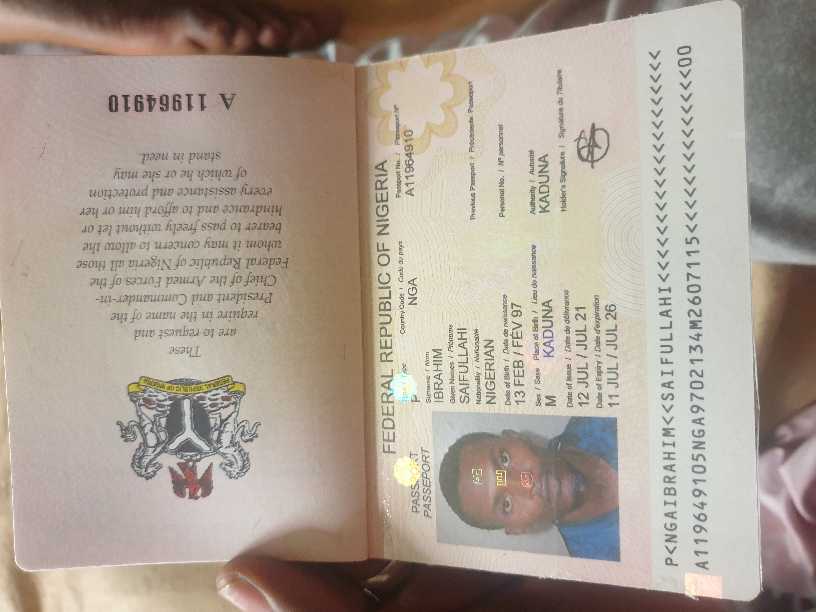 These
are to request and
require in the name of the
President and Commander-in-
Chief of the Armed Forces of the
Federal Republic of Nigeria all those
whom it may concern to allow the
bearer to pass freely without let or
hindrance and to afford him or her
every assistance and protection
of which he or she may
stand in need.
A 11964910
FEDERAL REPUBLIC OF NIGERIA
PASSPORT
PASSEPORT
P
Country Code / Code du pays
NGA
Passport No. / Passeport N°
A11964910
Surname / Nom
IBRAHIM
Given Names / Prénoms
SAIFULLAHI
Nationality / Nationalité
NIGERIAN
Previous Passport / Précédente Passeport
Date of Birth / Date de naissance
13 FEB / FÉV 97
Personal No. / N° personnel
Sex / Sexe Place of Birth / Lieu de naissance
M KADUNA
Authority / Autorité
KADUNA
Date of Issue / Date de délivrance
12 JUL / JUL 21
Holder's Signature / Signature du Titulaire
Date of Expiry / Date d'expiration
11 JUL / JUL 26
P<NGAIBRAHIM<<SAIFULLAHI<<<<<<<<<<<<<<<<<<<<
A119649105NGA9702134M2607115<<<<<<<<<<<<<<00